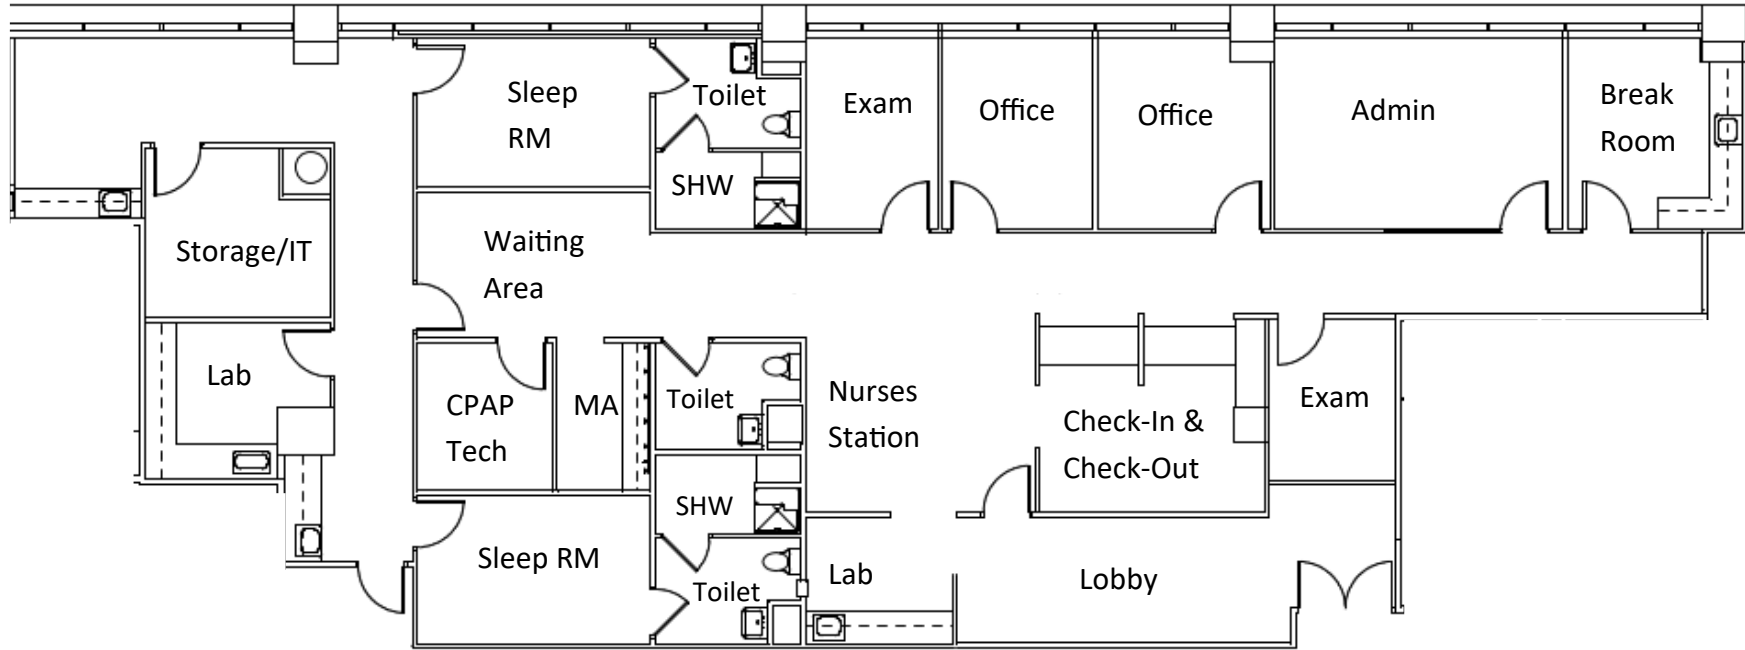 Sleep
RM
Toilet
SHW
Exam
Office
Office
Admin
Break
Room
Storage/IT
Waiting
Area
Lab
CPAP
Tech
MA
Toilet
Nurses
Station
Check-In &
Check-Out
Exam
SHW
Sleep RM
Toilet
Lab
Lobby